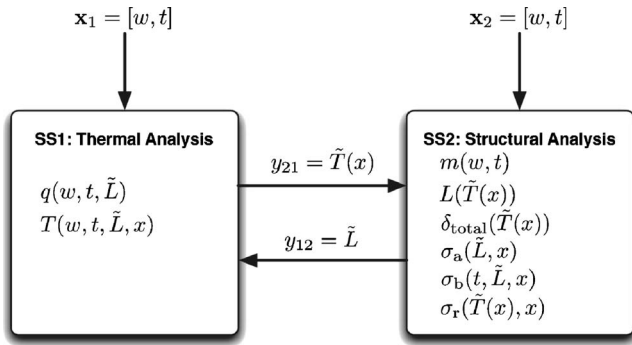 x₁ = [w, t]
x₂ = [w, t]
SS1: Thermal Analysis
q(w, t, L̃)
T(w, t, L̃, x)
y₂₁ = T̃(x)
y₁₂ = L̃
SS2: Structural Analysis
m(w, t)
L(T̃(x))
δ_total(T̃(x))
σ_a(L̃, x)
σ_b(t, L̃, x)
σ_r(T̃(x), x)